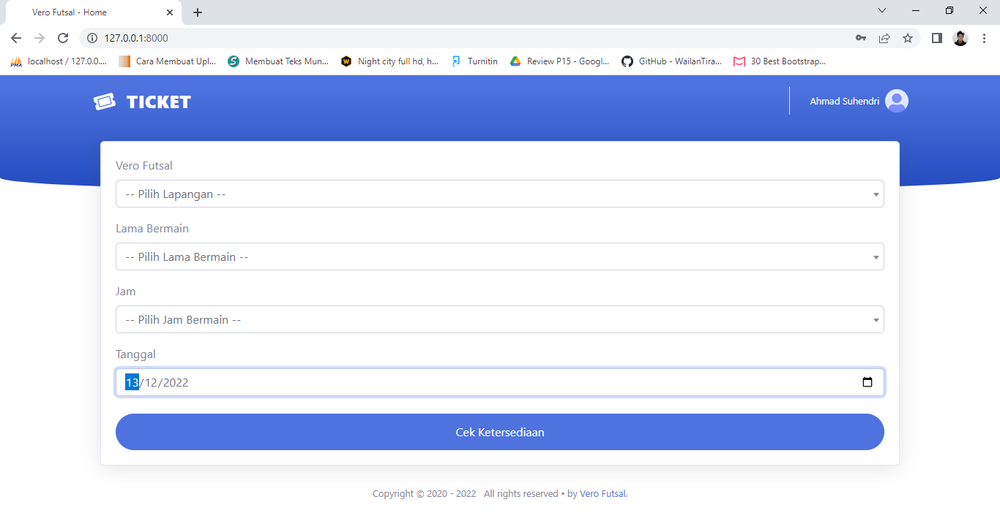 Vero Futsal - Home
127.0.0.1:8000
localhost / 127.0.0....
Cara Membuat Upl...
Membuat Teks Mun...
Night city full hd, h...
Turnitin
Review P15 - Googl...
GitHub - WailanTira...
30 Best Bootstrap...
TICKET
Ahmad Suhendri
Vero Futsal
-- Pilih Lapangan --
Lama Bermain
-- Pilih Lama Bermain --
Jam
-- Pilih Jam Bermain --
Tanggal
13/12/2022
Cek Ketersediaan
Copyright © 2020 - 2022 All rights reserved • by Vero Futsal.